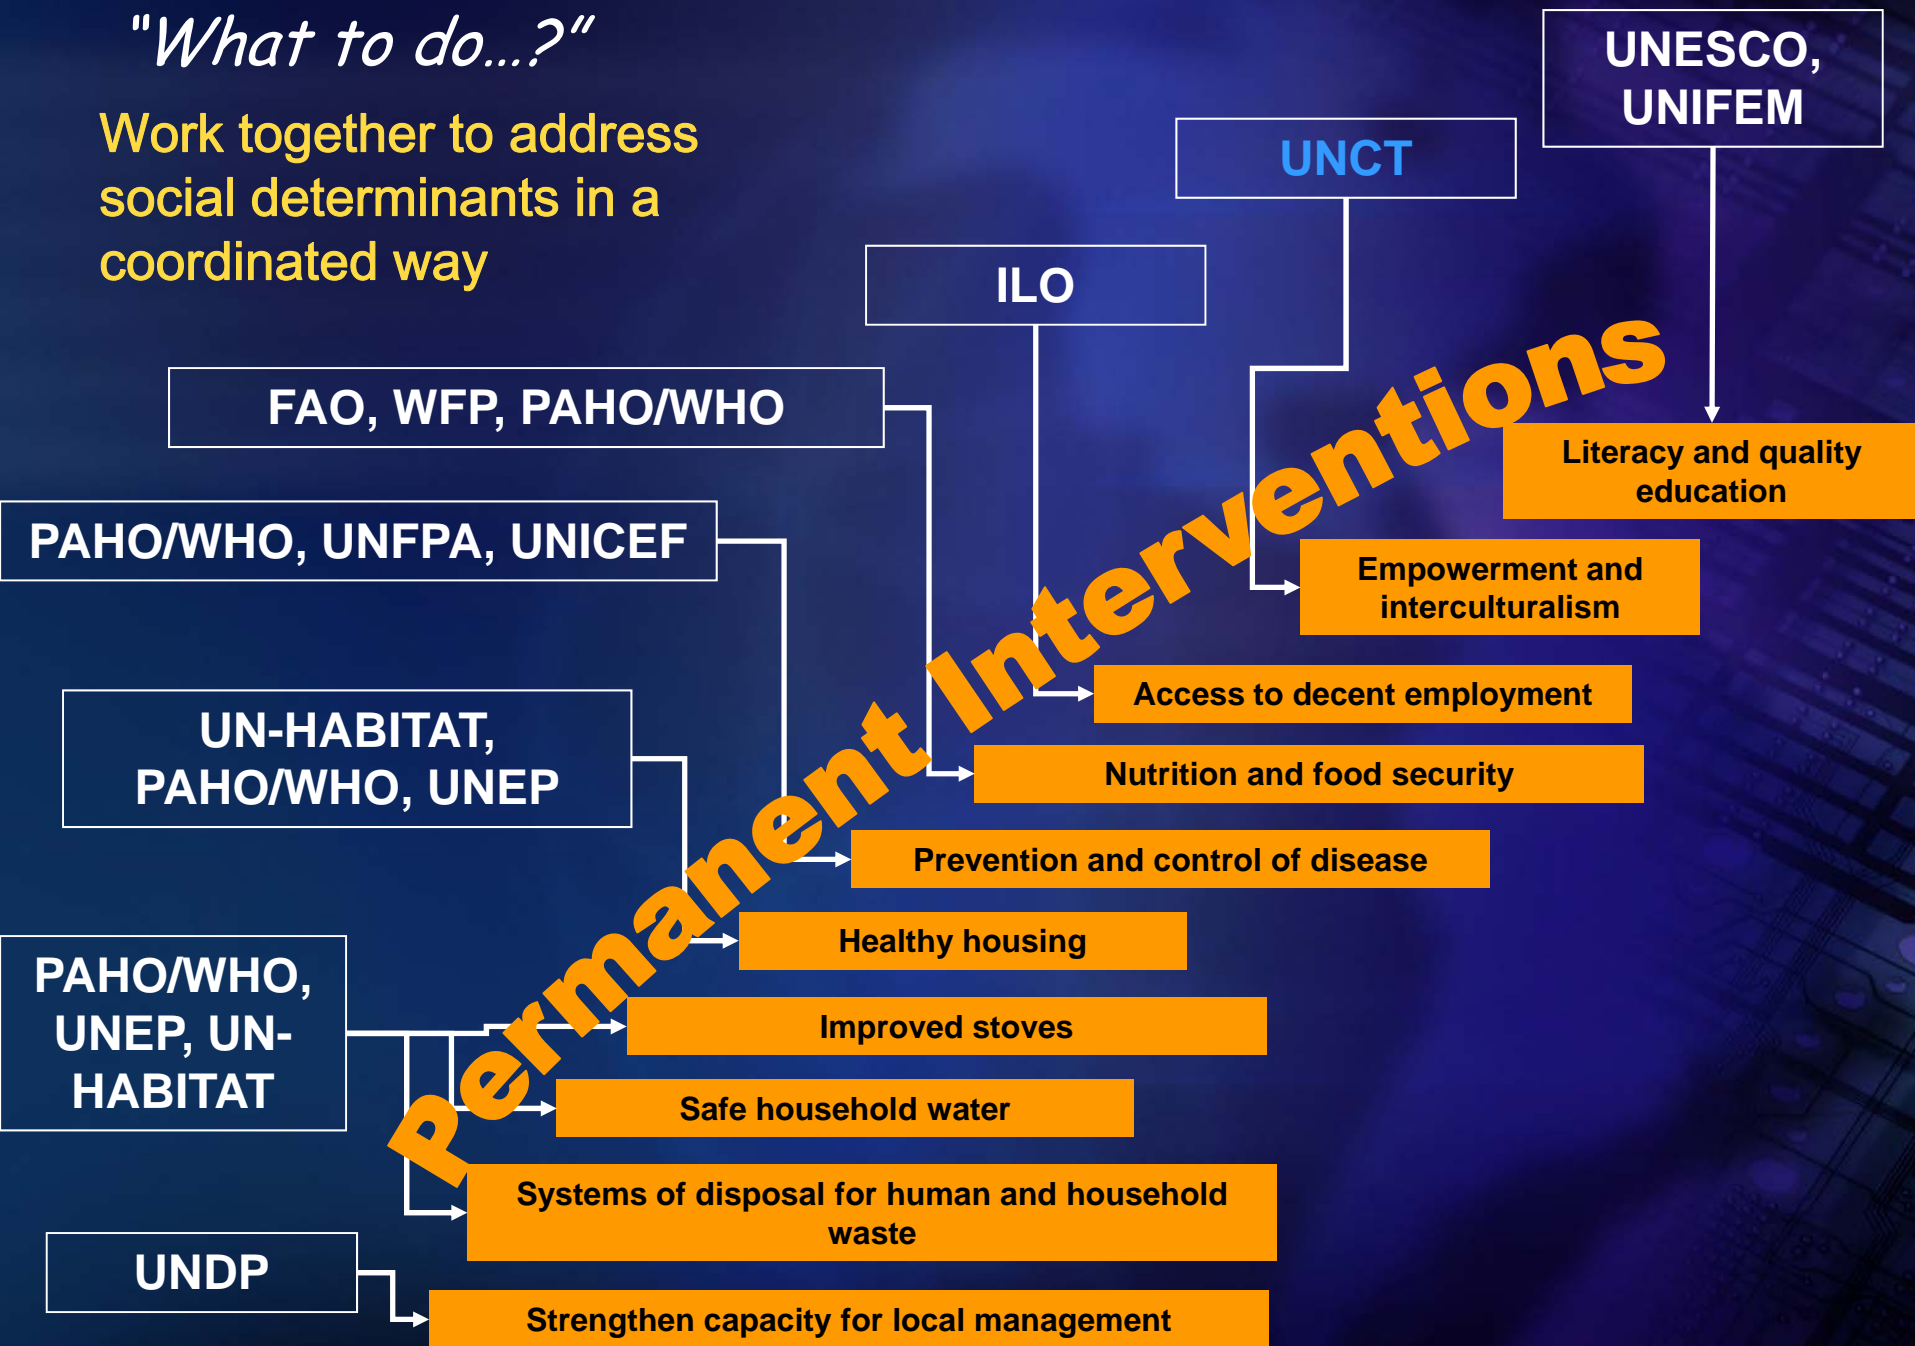 "What to do...?"
Work together to address
social determinants in a
coordinated way
UNESCO,
UNIFEM
UNCT
ILO
FAO, WFP, PAHO/WHO
PAHO/WHO, UNFPA, UNICEF
UN-HABITAT,
PAHO/WHO, UNEP
PAHO/WHO,
UNEP, UN-
HABITAT
UNDP
Permanent Interventions
Literacy and quality
education
Empowerment and
interculturalism
Access to decent employment
Nutrition and food security
Prevention and control of disease
Healthy housing
Improved stoves
Safe household water
Systems of disposal for human and household
waste
Strengthen capacity for local management